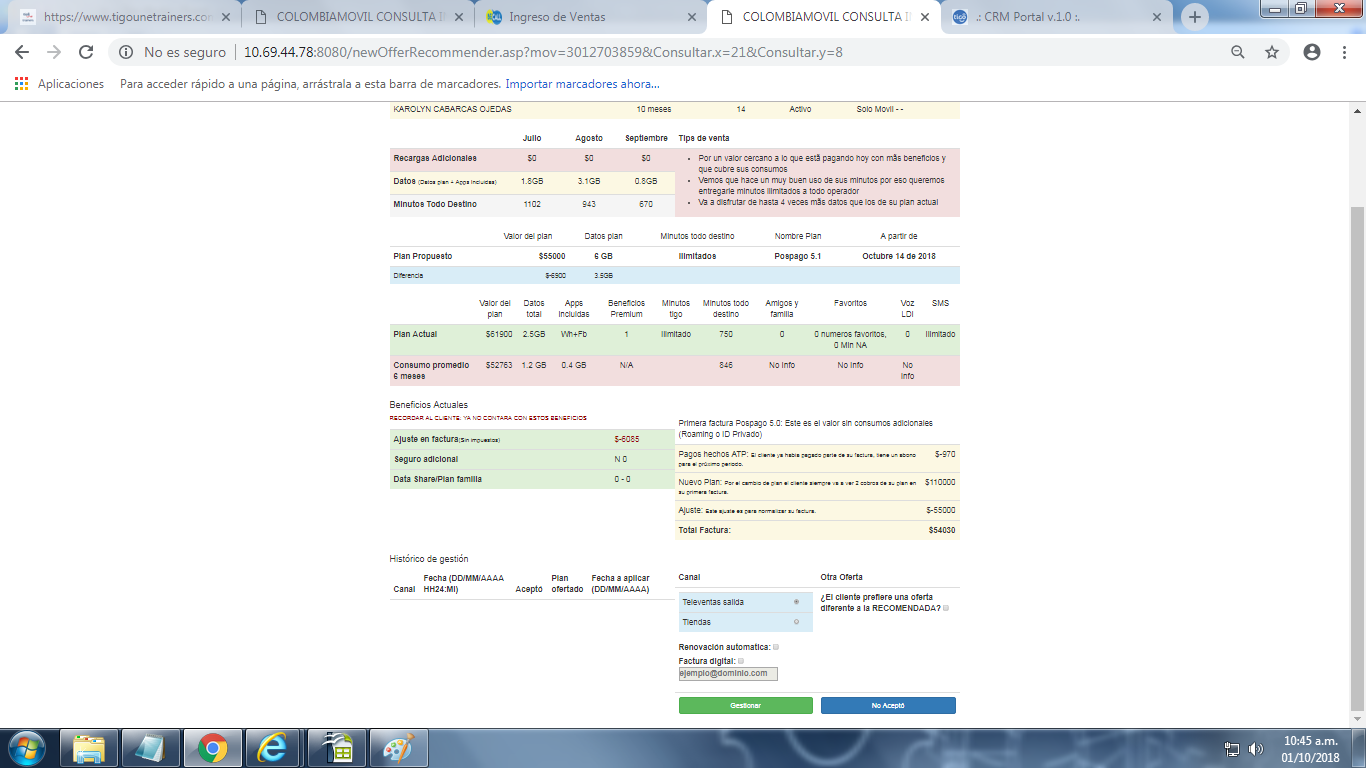 https://www.tigounetrainers.com
COLOMBIAMOVIL CONSULTA I
Ingreso de Ventas
COLOMBIAMOVIL CONSULTA I
.: CRM Portal v.1.0 :.
No es seguro | 10.69.44.78:8080/newOfferRecommender.asp?mov=3012703859&Consultar.x=21&Consultar.y=8
Aplicaciones Para acceder rápido a una página, arrástrala a esta barra de marcadores. Importar marcadores ahora...
KAROLYN CABARCAS OJEDAS 10 meses 14 Activo Solo Movil - -
Julio Agosto Septiembre Tips de venta
Recargas Adicionales $0 $0 $0
Datos (Datos plan + Apps incluidas) 1.8GB 3.1GB 0.8GB
Minutos Todo Destino 1102 943 670
• Por un valor cercano a lo que está pagando hoy con más beneficios y
que cubre sus consumos
• Vemos que hace un muy buen uso de sus minutos por eso queremos
entregarle minutos ilimitados a todo operador
• Va a disfrutar de hasta 4 veces más datos que los de su plan actual
Valor del plan Datos plan Minutos todo destino Nombre Plan A partir de
Plan Propuesto $55000 6 GB Ilimitados Pospago 5.1 Octubre 14 de 2018
Diferencia $-6900 3.5GB
Valor del Datos Apps Beneficios Minutos Minutos todo Amigos y Favoritos Voz SMS
plan total incluidas Premium tigo destino familia LDI
Plan Actual $61900 2.5GB Wh+Fb 1 Ilimitado 750 0 0 numeros favoritos, 0 Ilimitado
0 Min NA
Consumo promedio $52763 1.2 GB 0.4 GB N/A 846 No info No info No
6 meses info
Beneficios Actuales
RECORDAR AL CLIENTE: YA NO CONTARA CON ESTOS BENEFICIOS
Ajuste en factura(Sin impuestos) $-6085
Seguro adicional N 0
Data Share/Plan familia 0 - 0
Primera factura Pospago 5.0: Este es el valor sin consumos adicionales
(Roaming o ID Privado)
Pagos hechos ATP: El cliente ya había pagado parte de su factura, tiene un abono $-970
para el próximo periodo.
Nuevo Plan: Por el cambio de plan el cliente siempre va a ver 2 cobros de su plan en $110000
su primera factura.
Ajuste: Este ajuste es para normalizar su factura. $-55000
Total Factura: $54030
Histórico de gestión
Canal Fecha (DD/MM/AAAA HH24:MI) Aceptó Plan ofertado Fecha a aplicar (DD/MM/AAAA)
Canal Otra Oferta
Televentas salida
Tiendas
¿El cliente prefiere una oferta
diferente a la RECOMENDADA?
Renovación automatica:
Factura digital:
ejemplo@dominio.com
Gestionar No Aceptó
10:45 a.m.
01/10/2018